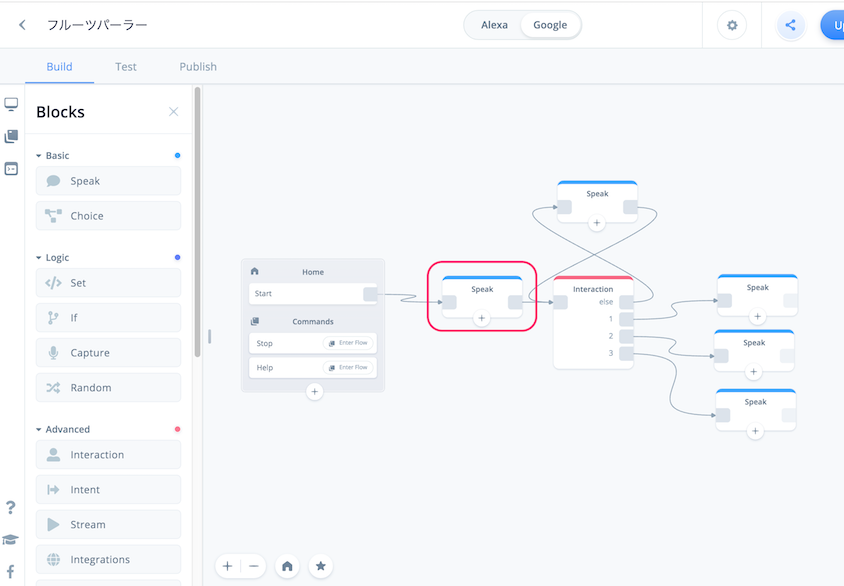 フルーツパーラー
Alexa
Google
Up
Build
Test
Publish
Blocks
Basic
Speak
Choice
Logic
Set
If
Capture
Random
Advanced
Interaction
Intent
Stream
Integrations
Home
Start
Commands
Stop
Enter Flow
Help
Enter Flow
Speak
Speak
Interaction
else
1
2
3
Speak
Speak
Speak